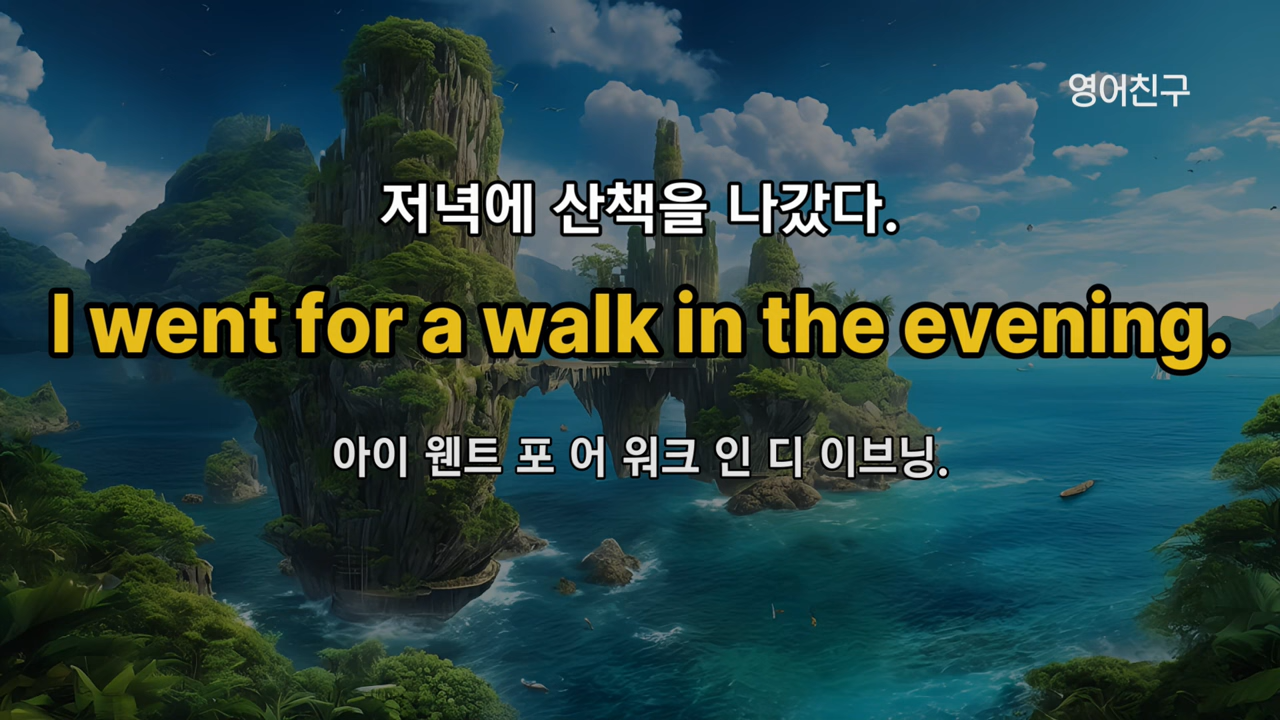 영어친구
저녁에 산책을 나갔다.
I went for a walk in the evening.
아이 웬트 포 어 워크 인 디 이브닝.